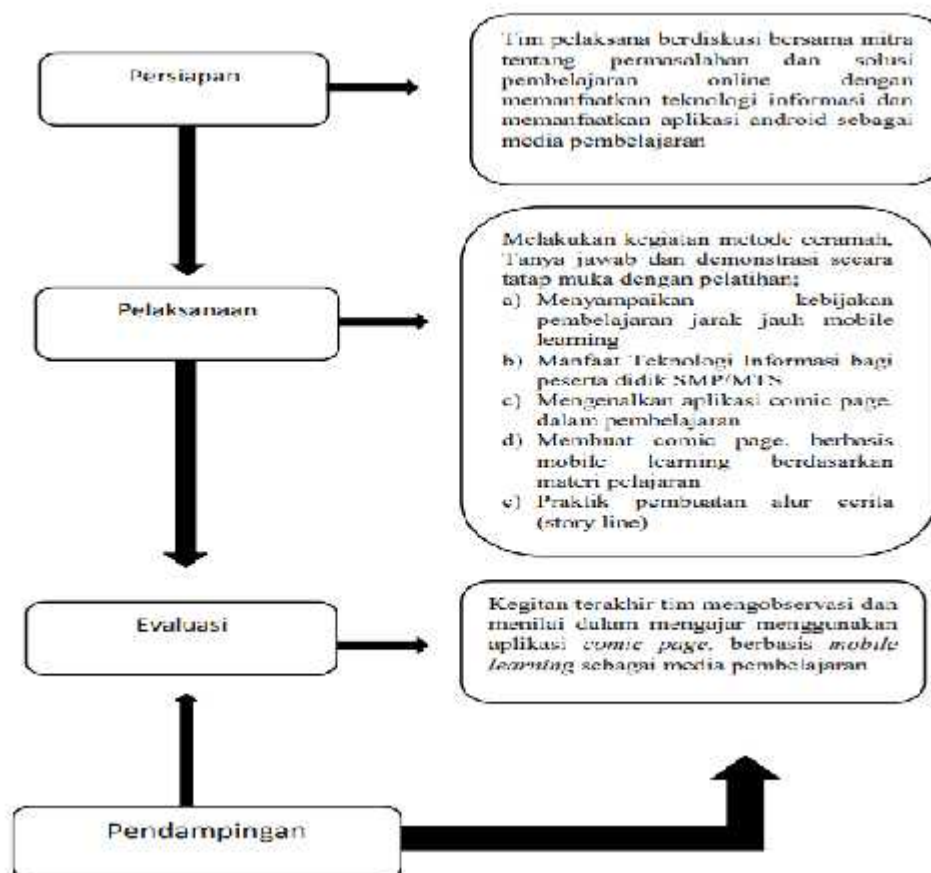 Persiapan
Tim pelaksana berdiskusi bersama mitra
tentang permasalahan dan solusi
pembelajaran online dengan
memanfaatkan teknologi informasi dan
memanfaatkan aplikasi android sebagai
media pembelajaran
Pelaksanaan
Melakukan kegiatan metode ceramah,
Tanya jawab dan demonstrasi secara
tatap muka dengan pelatihan;
a) Menyampaikan kebijakan
pembelajaran jarak jauh mobile
learning
b) Manfaat Teknologi Informasi bagi
peserta didik SMP/MTS
c) Mengenalkan aplikasi comic page.
dalam pembelajaran
d) Membuat comic page. berbasis
mobile learning berdasarkan
materi pelajaran
e) Praktik pembuatan alur cerita
(story line)
Evaluasi
Kegitan terakhir tim mengobservasi dan
menilai dalam mengajar menggunakan
aplikasi comic page. berbasis mobile
learning sebagai media pembelajaran
Pendampingan